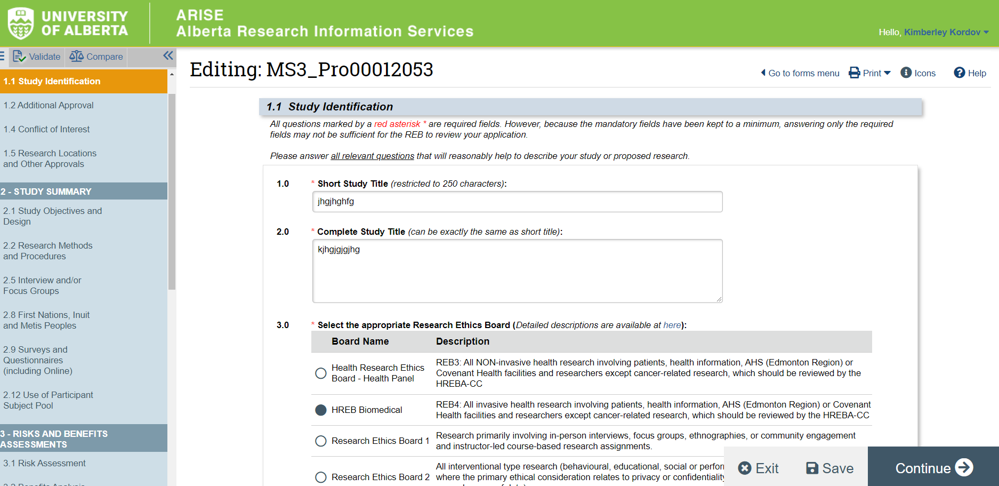 UNIVERSITY
OF ALBERTA
ARISE
Alberta Research Information Services
Hello, Kimberley Kordov
Validate
Compare
1.1 Study Identification
1.2 Additional Approval
1.4 Conflict of Interest
1.5 Research Locations
and Other Approvals
2 - STUDY SUMMARY
2.1 Study Objectives and
Design
2.2 Research Methods
and Procedures
2.5 Interview and/or
Focus Groups
2.8 First Nations, Inuit
and Metis Peoples
2.9 Surveys and
Questionnaires
(including Online)
2.12 Use of Participant
Subject Pool
3 - RISKS AND BENEFITS
ASSESSMENTS
3.1 Risk Assessment
Editing: MS3_Pro00012053
Go to forms menu
Print
Icons
Help
1.1 Study Identification
All questions marked by a red asterisk * are required fields. However, because the mandatory fields have been kept to a minimum, answering only the required
fields may not be sufficient for the REB to review your application.
Please answer all relevant questions that will reasonably help to describe your study or proposed research.
1.0 * Short Study Title (restricted to 250 characters):
jhgjhghfg
2.0 * Complete Study Title (can be exactly the same as short title):
kjhgjgjgjhg
3.0 * Select the appropriate Research Ethics Board (Detailed descriptions are available at here):
Board Name Description
Health Research Ethics
Board - Health Panel
REB3: All NON-invasive health research involving patients, health information, AHS (Edmonton Region) or
Covenant Health facilities and researchers except cancer-related research, which should be reviewed by the
HREBA-CC
HREB Biomedical
REB4: All invasive health research involving patients, health information, AHS (Edmonton Region) or Covenant
Health facilities and researchers except cancer-related research, which should be reviewed by the HREBA-CC
Research Ethics Board 1
Research primarily involving in-person interviews, focus groups, ethnographies, or community engagement
and instructor-led course-based research assignments.
Research Ethics Board 2
All interventional type research (behavioural, educational, social or perfor
where the primary ethical consideration relates to privacy or confidentiality
Exit
Save
Continue